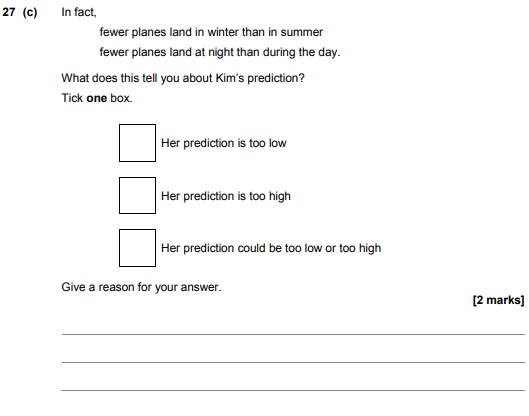 27 (c) In fact,
fewer planes land in winter than in summer
fewer planes land at night than during the day.
What does this tell you about Kim's prediction?
Tick one box.
Her prediction is too low
Her prediction is too high
Her prediction could be too low or too high
Give a reason for your answer.
[2 marks]